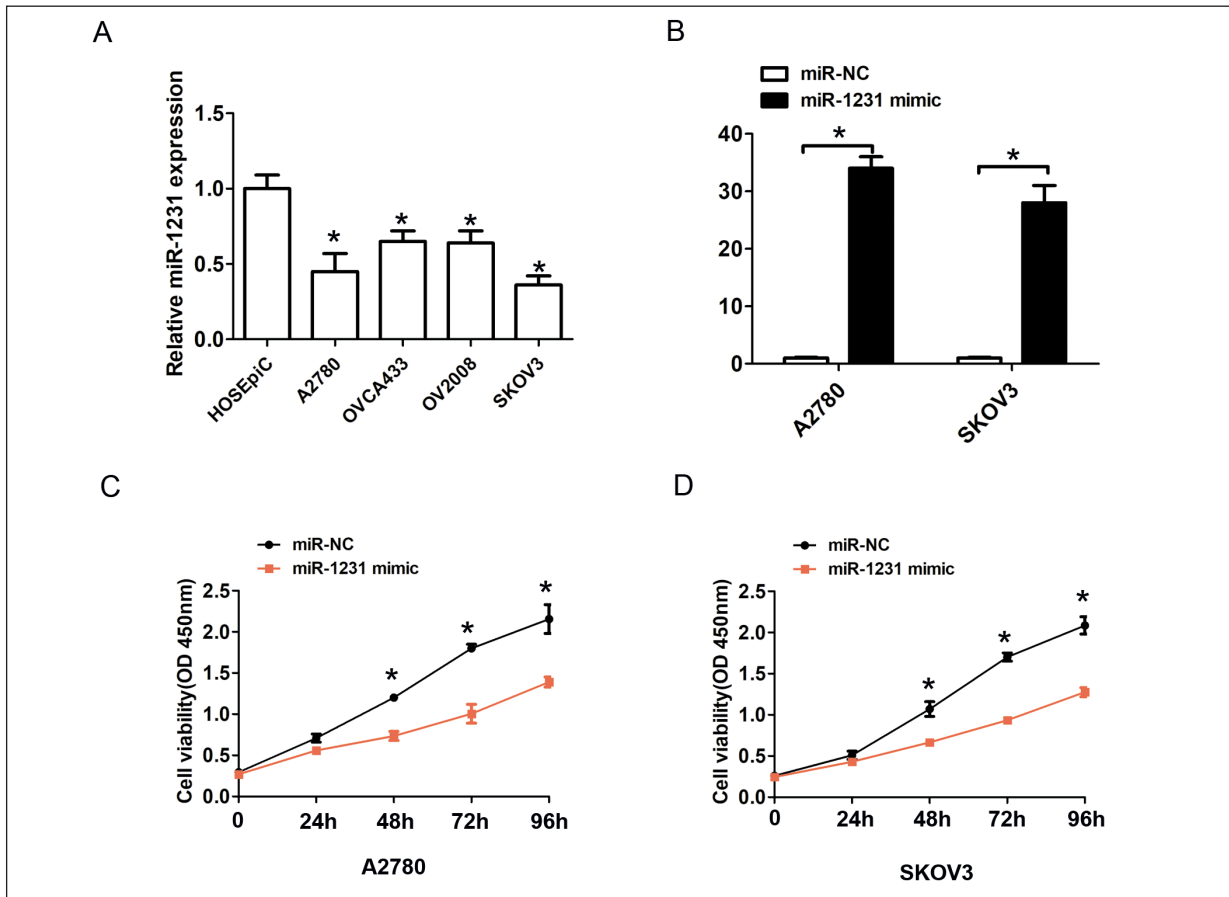 A
Relative miR-1231 expression
1.5
1.0
0.5
0.0
*
*
*
*
HOSEpiC
A2780
OVCA433
OV2008
SKOV3
B
miR-NC
miR-1231 mimic
40
30
20
10
0
*
*
A2780
SKOV3
C
miR-NC
miR-1231 mimic
Cell viability(OD 450nm)
2.5
2.0
1.5
1.0
0.5
0.0
*
*
*
0 24h 48h 72h 96h
A2780
D
miR-NC
miR-1231 mimic
Cell viability(OD 450nm)
2.5
2.0
1.5
1.0
0.5
0.0
*
*
*
0 24h 48h 72h 96h
SKOV3